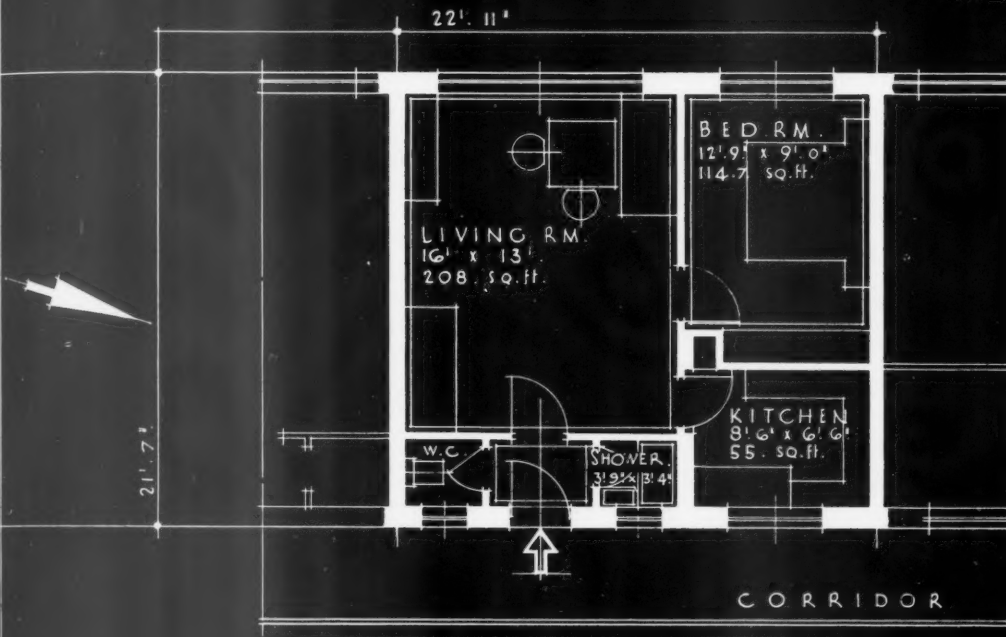 22'. 11"
BED. RM.
12'. 9" x 9'. 0"
114.7 sq.ft.
LIVING RM.
16' x 13'.
208. sq.ft.
KITCHEN
8'. 6" x 6'. 6"
55. sq.ft.
W.C.
SHOWER.
3'. 9" x 3'. 4"
21'. 7"
CORRIDOR